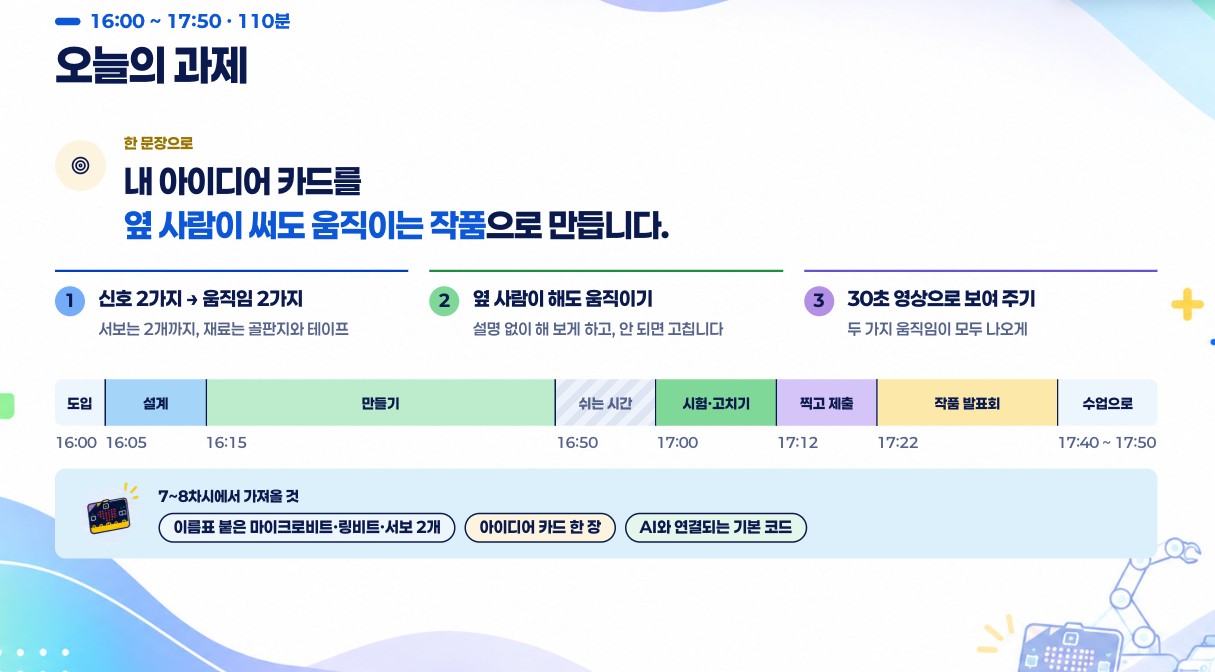 16:00 ~ 17:50 · 110분
오늘의 과제
한 문장으로
내 아이디어 카드를
옆 사람이 써도 움직이는 작품으로 만듭니다.
1 신호 2가지 → 움직임 2가지
서보는 2개까지, 재료는 골판지와 테이프
2 옆 사람이 해도 움직이기
설명 없이 해 보게 하고, 안 되면 고칩니다
3 30초 영상으로 보여 주기
두 가지 움직임이 모두 나오게
도입 설계 만들기 쉬는 시간 시험·고치기 찍고 제출 작품 발표회 수업으로
16:00 16:05 16:15 16:50 17:00 17:12 17:22 17:40 ~ 17:50
7~8차시에서 가져올 것
이름표 붙은 마이크로비트·링비트·서보 2개 아이디어 카드 한 장 AI와 연결되는 기본 코드